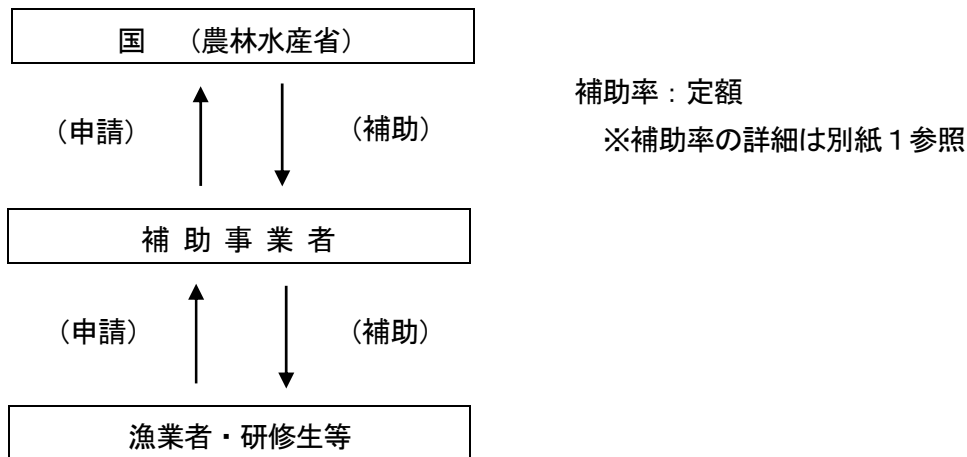 国 （農林水産省）
（申請） （補助） 補助率：定額
※補助率の詳細は別紙１参照
補 助 事 業 者
（申請） （補助）
漁業者・研修生等